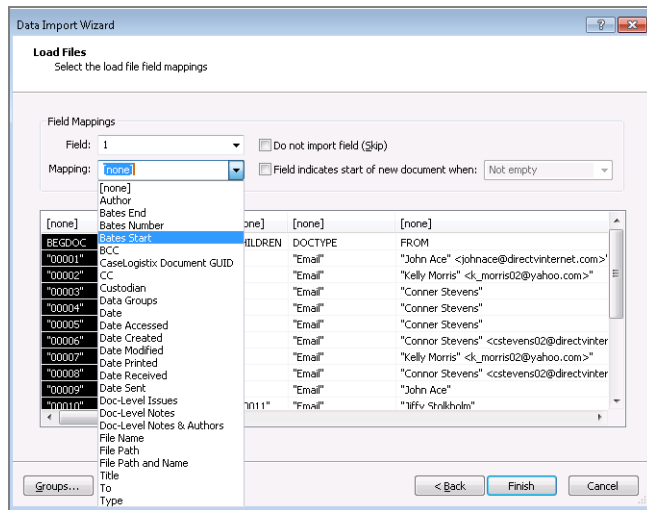 Data Import Wizard
Load Files
Select the load file field mappings
Field Mappings
Field: 1
Do not import field (Skip)
Mapping: [none]
Field indicates start of new document when: Not empty
[none]
Author
Bates End
Bates Number
Bates Start
BCC
CaseLogistix Document GUID
CC
Custodian
Data Groups
Date
Date Accessed
Date Created
Date Modified
Date Printed
Date Received
Date Sent
Doc-Level Issues
Doc-Level Notes
Doc-Level Notes & Authors
File Name
File Path
File Path and Name
Title
To
Type
[none] [none] [none]
BEGDOC DOCTYPE FROM
"00001" "Email" "John Ace" <johnace@directvinternet.com>"
"00002" "Email" "Kelly Morris" <k_morris02@yahoo.com>"
"00003" "Email" "Conner Stevens"
"00004" "Email" "Conner Stevens"
"00005" "Email" "Conner Stevens"
"00006" "Email" "Connor Stevens" <cstevens02@directvinter
"00007" "Email" "Kelly Morris" <k_morris02@yahoo.com>"
"00008" "Email" "Connor Stevens" <cstevens02@directvinter
"00009" "Email" "John Ace"
"00010" "Email" "Jiffy Stolkholm"
Groups...
< Back
Finish
Cancel